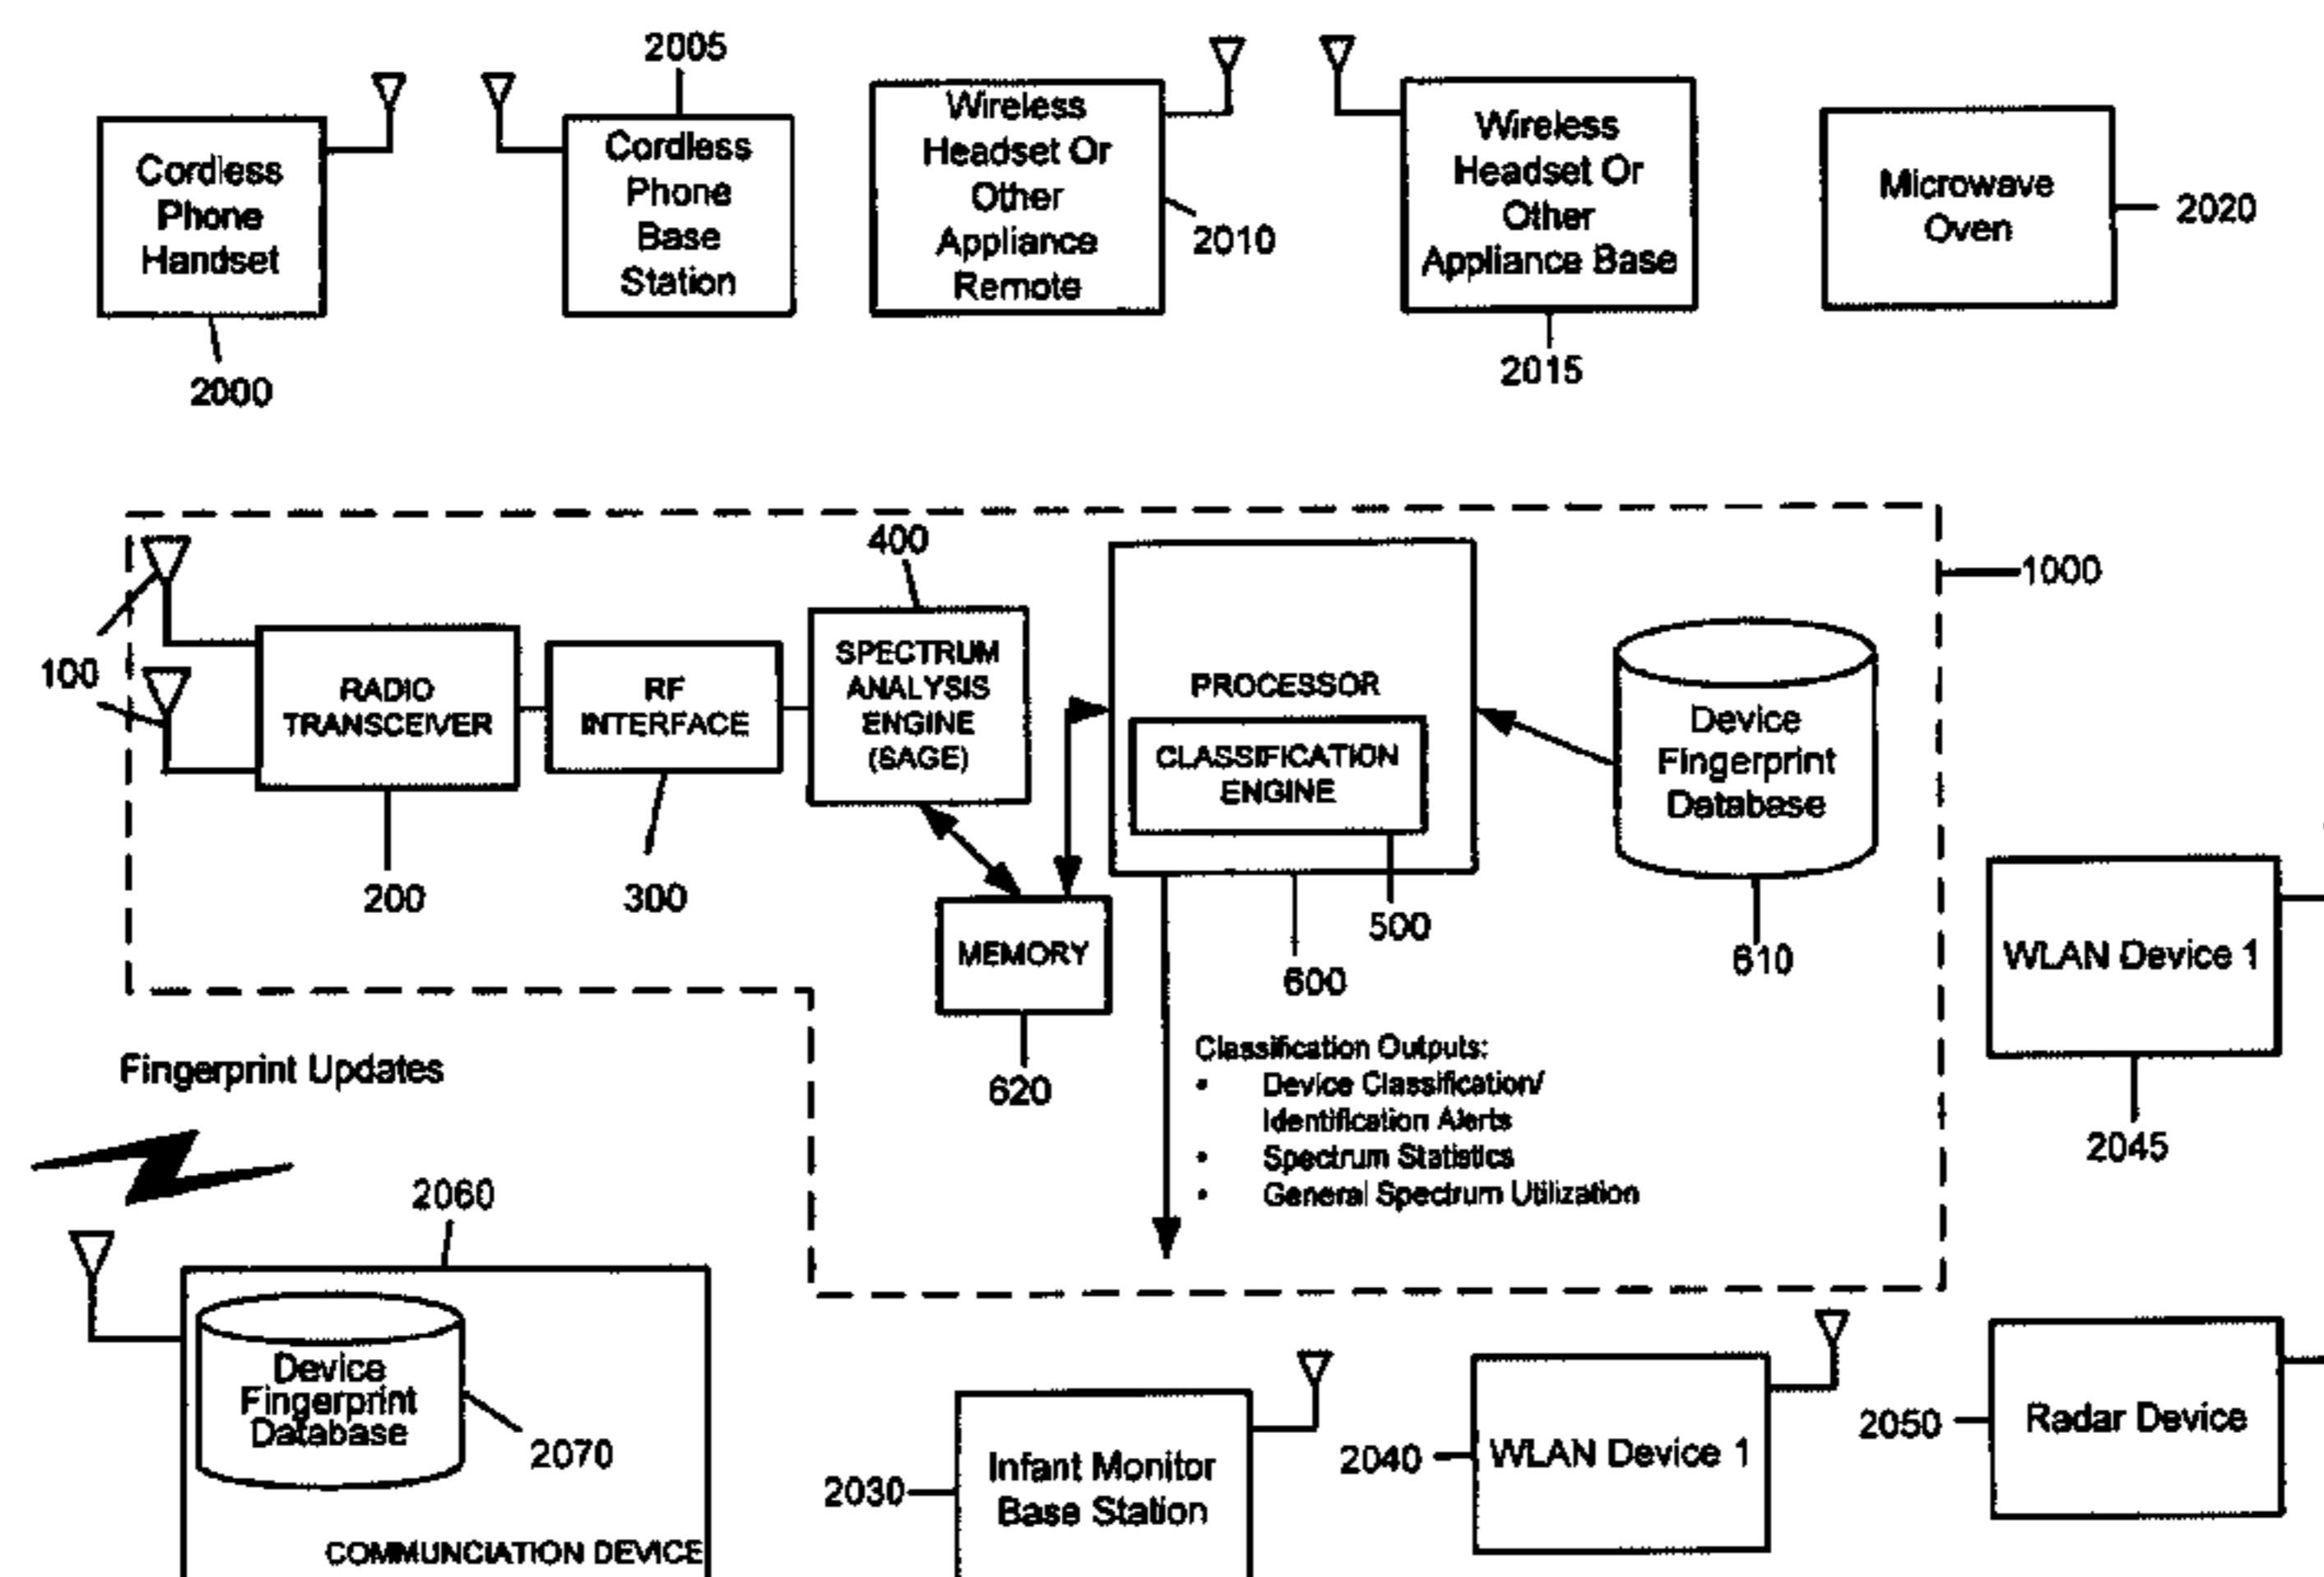 2005
Cordless
Phone
Handset
2000
Cordless
Phone
Base
Station
Wireless
Headset Or
Other
Appliance
Remote
2010
Wireless
Headset Or
Other
Appliance Base
2015
Microwave
Oven
2020
400
1000
100
RADIO
TRANSCEIVER
200
RF
INTERFACE
300
SPECTRUM
ANALYSIS
ENGINE
(SAGE)
PROCESSOR
CLASSIFICATION
ENGINE
500
600
Device
Fingerprint
Database
610
MEMORY
620
WLAN Device 1
2045
Classification Outputs:
• Device Classification/
Identification Alerts
• Spectrum Statistics
• General Spectrum Utilization
Fingerprint Updates
2060
Device
Fingerprint
Database
2070
COMMUNCIATION DEVICE
2030
Infant Monitor
Base Station
2040
WLAN Device 1
2050
Radar Device